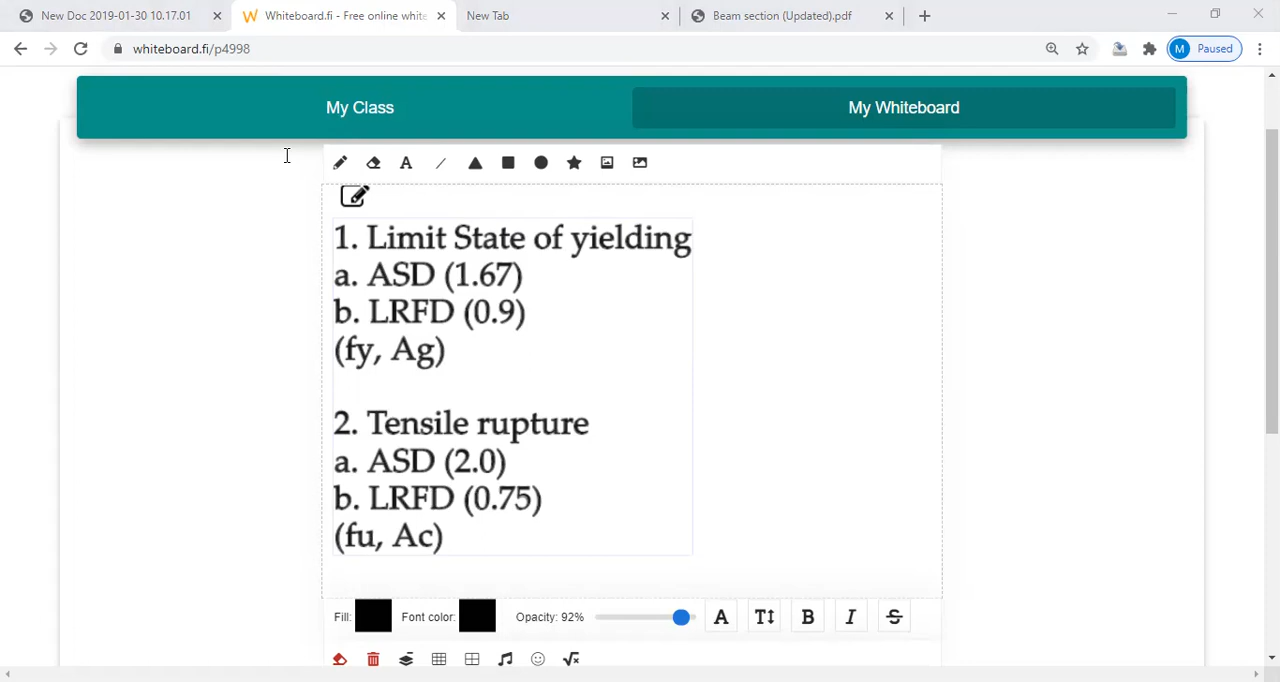 New Doc 2019-01-30 10.17.01
Whiteboard.fi - Free online white
New Tab
Beam section (Updated).pdf
whiteboard.fi/p4998
M
Paused
My Class
My Whiteboard
A
1. Limit State of yielding
a. ASD (1.67)
b. LRFD (0.9)
(fy, Ag)
2. Tensile rupture
a. ASD (2.0)
b. LRFD (0.75)
(fu, Ac)
Fill: Font color: Opacity: 92% A T B I S